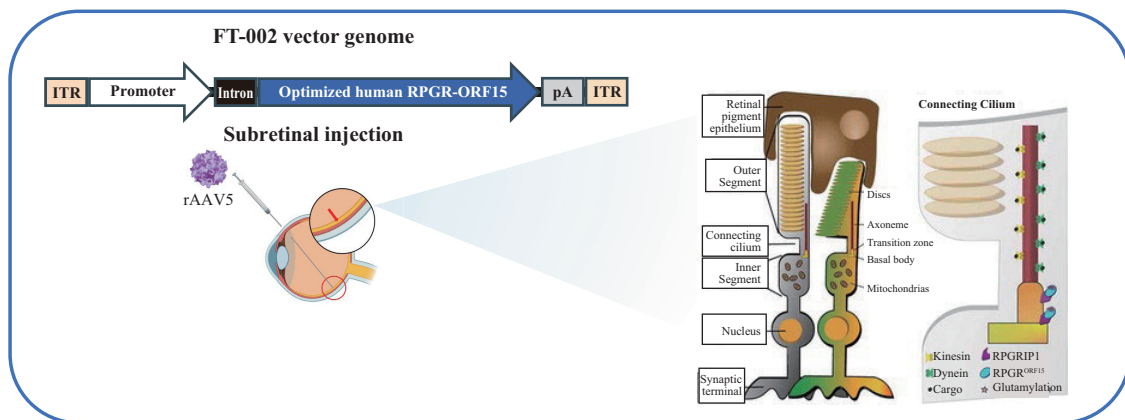 FT-002 vector genome
ITR Promoter Intron Optimized human RPGR-ORF15 pA ITR
Subretinal injection
rAAV5
Retinal
pigment
epithelium
Outer
Segment
Connecting
cilium
Inner
Segment
Nucleus
Synaptic
terminal
Discs
Axoneme
Transition zone
Basal body
Mitochondrias
Connecting Cilium
Kinesin
RPGRIP1
Dynein
RPGRᴼᴿᶠ¹⁵
Cargo
Glutamylation